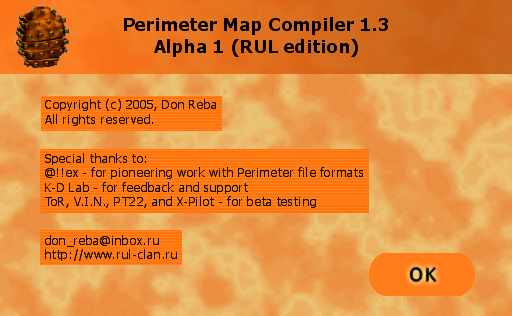 Perimeter Map Compiler 1.3
Alpha 1 (RUL edition)
Copyright (c) 2005, Don Reba
All rights reserved.
Special thanks to:
@!!ex - for pioneering work with Perimeter file formats
K-D Lab - for feedback and support
ToR, V.I.N., PT22, and X-Pilot - for beta testing
don_reba@inbox.ru
http://www.rul-clan.ru
OK